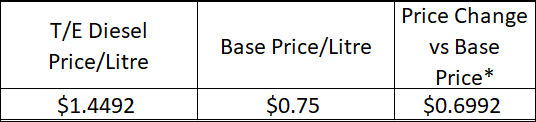 T/E Diesel
Price/Litre
Base Price/Litre
Price Change
vs Base
Price*
$1.4492
$0.75
$0.6992